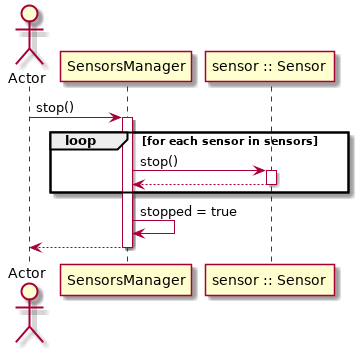 Actor
SensorsManager
sensor :: Sensor
stop()
loop
[for each sensor in sensors]
stop()
stopped = true
Actor
SensorsManager
sensor :: Sensor